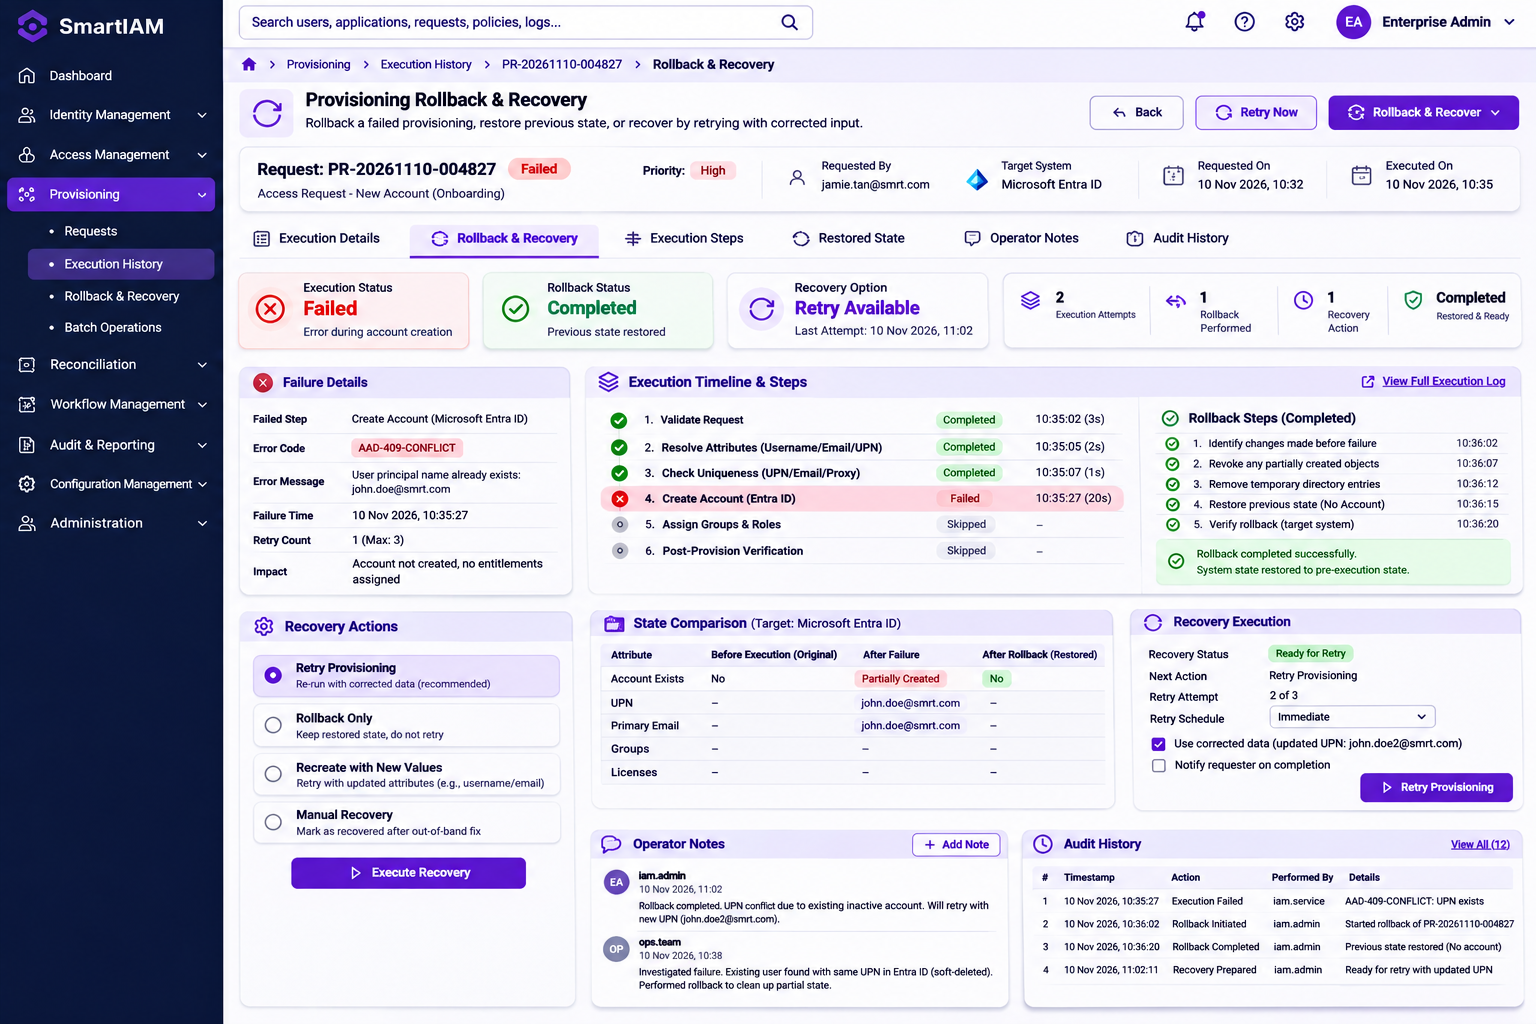 SmartIAM
Search users, applications, requests, policies, logs...
EA
Enterprise Admin
Dashboard
Identity Management
Access Management
Provisioning
Requests
Execution History
Rollback & Recovery
Batch Operations
Reconciliation
Workflow Management
Audit & Reporting
Configuration Management
Administration
Provisioning
Execution History
PR-20261110-004827
Rollback & Recovery
Provisioning Rollback & Recovery
Rollback a failed provisioning, restore previous state, or recover by retrying with corrected input.
Back
Retry Now
Rollback & Recover
Request: PR-20261110-004827 Failed
Access Request - New Account (Onboarding)
Priority: High
Requested By
jamie.tan@smrt.com
Target System
Microsoft Entra ID
Requested On
10 Nov 2026, 10:32
Executed On
10 Nov 2026, 10:35
Execution Details
Rollback & Recovery
Execution Steps
Restored State
Operator Notes
Audit History
Execution Status
Failed
Error during account creation
Rollback Status
Completed
Previous state restored
Recovery Option
Retry Available
Last Attempt: 10 Nov 2026, 11:02
2
Execution Attempts
1
Rollback
Performed
1
Recovery
Action
Completed
Restored & Ready
Failure Details
Failed Step Create Account (Microsoft Entra ID)
Error Code AAD-409-CONFLICT
Error Message User principal name already exists:
john.doe@smrt.com
Failure Time 10 Nov 2026, 10:35:27
Retry Count 1 (Max: 3)
Impact Account not created, no entitlements
assigned
Execution Timeline & Steps
View Full Execution Log
1. Validate Request Completed 10:35:02 (3s)
2. Resolve Attributes (Username/Email/UPN) Completed 10:35:05 (2s)
3. Check Uniqueness (UPN/Email/Proxy) Completed 10:35:07 (1s)
4. Create Account (Entra ID) Failed 10:35:27 (20s)
5. Assign Groups & Roles Skipped –
6. Post-Provision Verification Skipped –
Rollback Steps (Completed)
1. Identify changes made before failure 10:36:02
2. Revoke any partially created objects 10:36:07
3. Remove temporary directory entries 10:36:12
4. Restore previous state (No Account) 10:36:15
5. Verify rollback (target system) 10:36:20
Rollback completed successfully.
System state restored to pre-execution state.
Recovery Actions
Retry Provisioning
Re-run with corrected data (recommended)
Rollback Only
Keep restored state, do not retry
Recreate with New Values
Retry with updated attributes (e.g., username/email)
Manual Recovery
Mark as recovered after out-of-band fix
Execute Recovery
State Comparison (Target: Microsoft Entra ID)
Attribute Before Execution (Original) After Failure After Rollback (Restored)
Account Exists No Partially Created No
UPN – john.doe@smrt.com –
Primary Email – john.doe@smrt.com –
Groups – – –
Licenses – – –
Recovery Execution
Recovery Status Ready for Retry
Next Action Retry Provisioning
Retry Attempt 2 of 3
Retry Schedule Immediate
Use corrected data (updated UPN: john.doe2@smrt.com)
Notify requester on completion
Retry Provisioning
Operator Notes
Add Note
EA
iam.admin
10 Nov 2026, 11:02
Rollback completed. UPN conflict due to existing inactive account. Will retry with
new UPN (john.doe2@smrt.com).
OP
ops.team
10 Nov 2026, 10:38
Investigated failure. Existing user found with same UPN in Entra ID (soft-deleted).
Performed rollback to clean up partial state.
Audit History
View All (12)
# Timestamp Action Performed By Details
1 10 Nov 2026, 10:35:27 Execution Failed iam.service AAD-409-CONFLICT: UPN exists
2 10 Nov 2026, 10:36:02 Rollback Initiated iam.admin Started rollback of PR-20261110-004827
3 10 Nov 2026, 10:36:20 Rollback Completed iam.admin Previous state restored (No account)
4 10 Nov 2026, 11:02:11 Recovery Prepared iam.admin Ready for retry with updated UPN